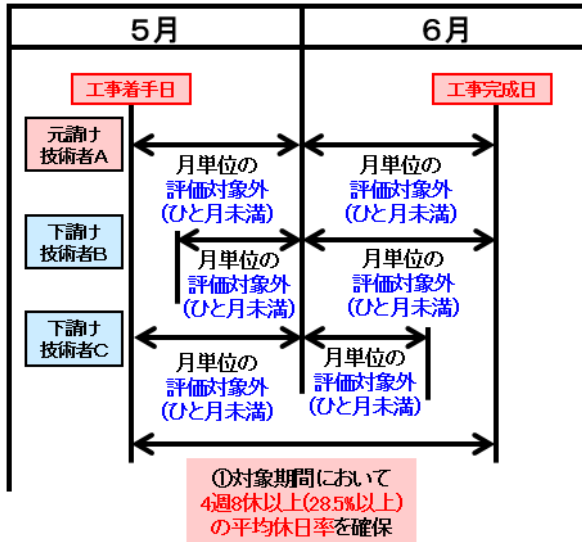 5月
6月
工事着手日
工事完成日
元請け
技術者A
月単位の
評価対象外
(ひと月未満)
月単位の
評価対象外
(ひと月未満)
下請け
技術者B
月単位の
評価対象外
(ひと月未満)
月単位の
評価対象外
(ひと月未満)
下請け
技術者C
月単位の
評価対象外
(ひと月未満)
月単位の
評価対象外
(ひと月未満)
①対象期間において
4週8休以上(28.5%以上)
の平均休日率を確保